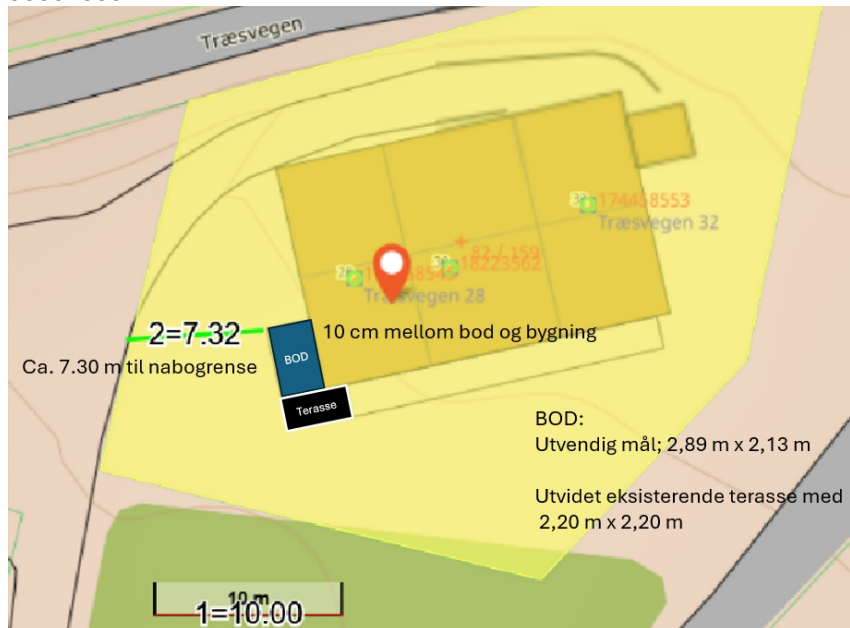 Træsvegen
174458553
Træsvegen 32
82 / 159
18223562
Træsvegen 28
2=7.32
10 cm mellom bod og bygning
BOD
Ca. 7.30 m til nabogrense
Terasse
BOD:
Utvendig mål; 2,89 m x 2,13 m
Utvidet eksisterende terasse med
2,20 m x 2,20 m
10 m
1=10.00